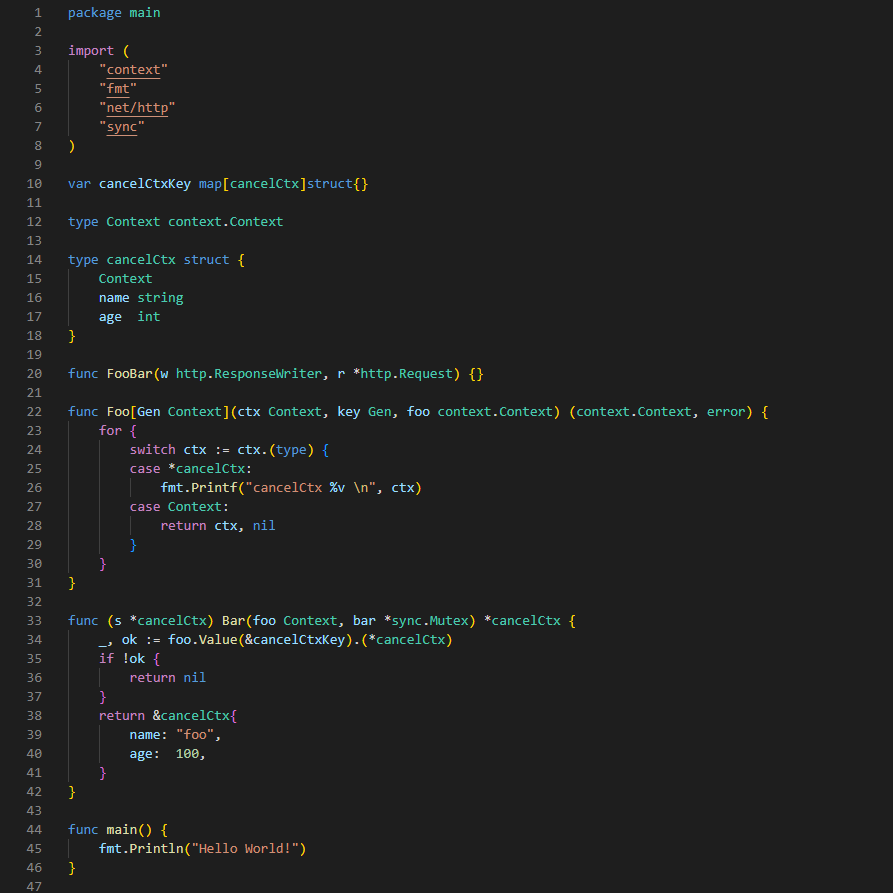 1 package main
2
3 import (
4     "context"
5     "fmt"
6     "net/http"
7     "sync"
8 )
9
10 var cancelCtxKey map[cancelCtx]struct{}
11
12 type Context context.Context
13
14 type cancelCtx struct {
15     Context
16     name string
17     age  int
18 }
19
20 func FooBar(w http.ResponseWriter, r *http.Request) {}
21
22 func Foo[Gen Context](ctx Context, key Gen, foo context.Context) (context.Context, error) {
23     for {
24         switch ctx := ctx.(type) {
25         case *cancelCtx:
26             fmt.Printf("cancelCtx %v \n", ctx)
27         case Context:
28             return ctx, nil
29         }
30     }
31 }
32
33 func (s *cancelCtx) Bar(foo Context, bar *sync.Mutex) *cancelCtx {
34     _, ok := foo.Value(&cancelCtxKey).(*cancelCtx)
35     if !ok {
36         return nil
37     }
38     return &cancelCtx{
39         name: "foo",
40         age:  100,
41     }
42 }
43
44 func main() {
45     fmt.Println("Hello World!")
46 }
47